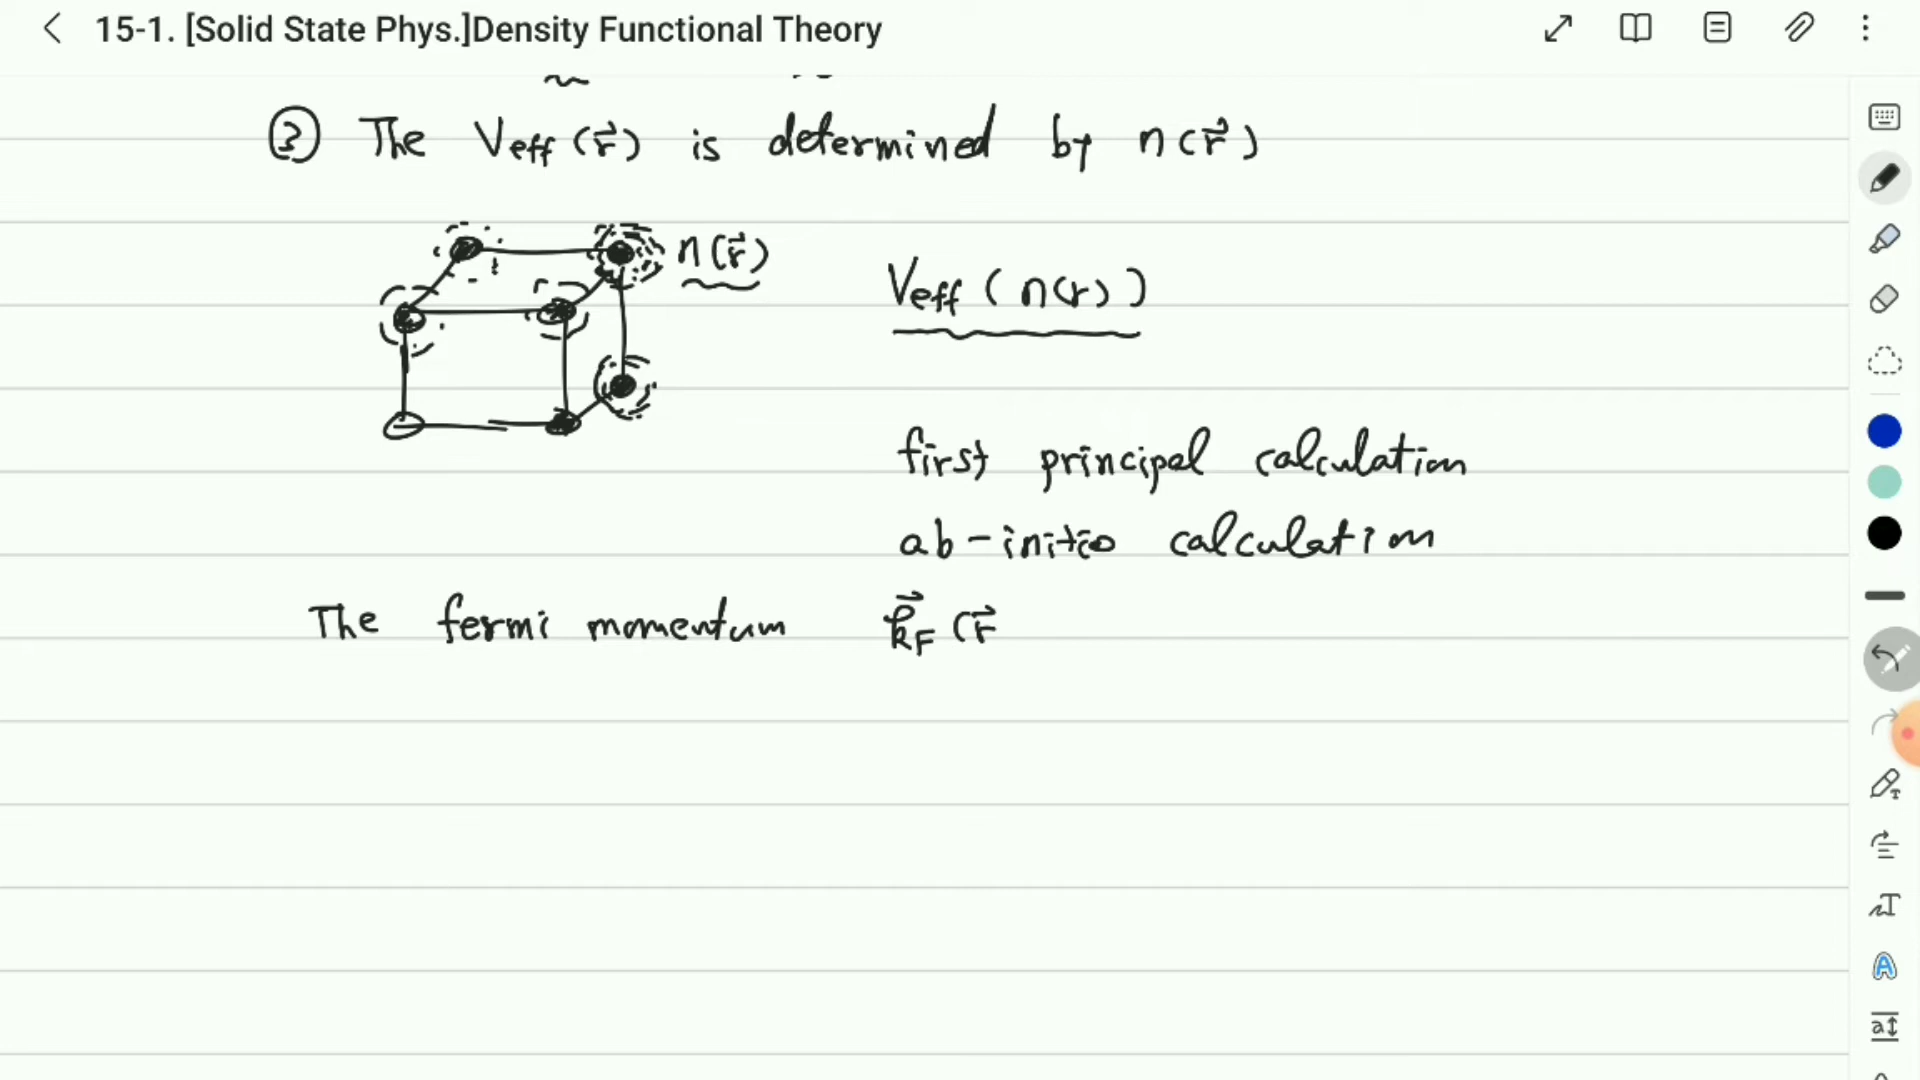 15-1. [Solid State Phys.]Density Functional Theory
③ The Veff (r⃗) is determined by n(r⃗)
n(r⃗)
Veff ( n(r) )
first principal calculation
ab-initio calculation
The fermi momentum k⃗F (r⃗